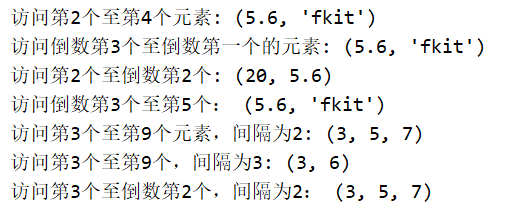 访问第2个至第4个元素: (5.6, 'fkit')
访问倒数第3个至倒数第一个的元素: (5.6, 'fkit')
访问第2个至倒数第2个: (20, 5.6)
访问倒数第3个至第5个： (5.6, 'fkit')
访问第3个至第9个元素，间隔为2: (3, 5, 7)
访问第3个至第9个，间隔为3: (3, 6)
访问第3个至倒数第2个，间隔为2： (3, 5, 7)